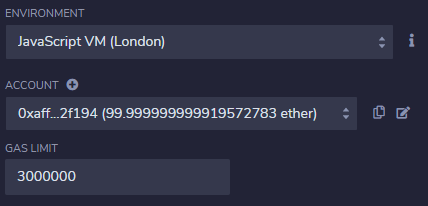 ENVIRONMENT
JavaScript VM (London)
ACCOUNT
0xaff...2f194 (99.999999999919572783 ether)
GAS LIMIT
3000000